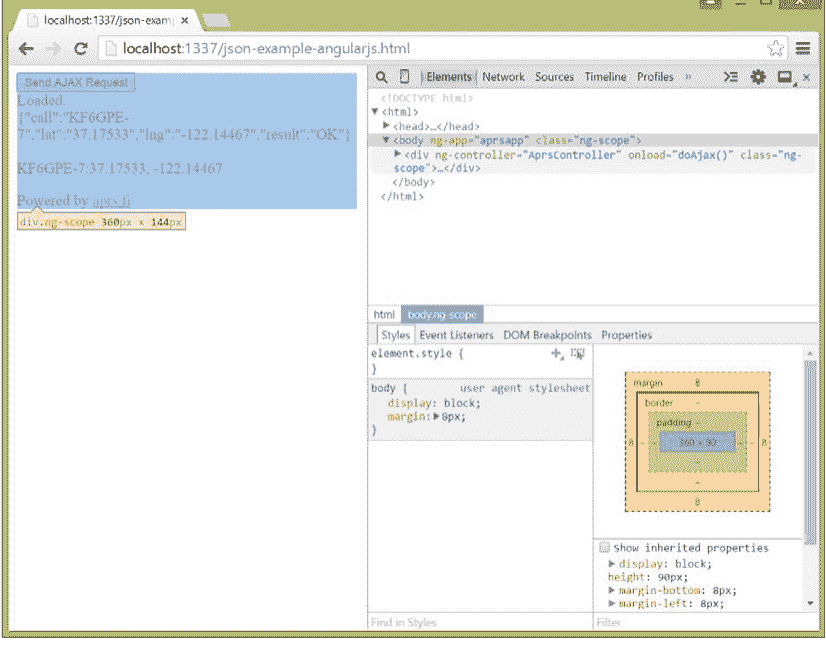 localhost:1337/json-exam
localhost:1337/json-example-angularjs.html
Send AJAX Request
Loaded.
{"call":"KF6GPE-
7","lat":"37.17533","lng":"-122.14467","result":"OK"}
KF6GPE-7:37.17533, -122.14467
Powered by aprs.fi
div.ng-scope 360px × 144px
Elements Network Sources Timeline Profiles »
<!DOCTYPE html>
▼<html>
▶<head>…</head>
▼<body ng-app="aprsapp" class="ng-scope">
▶<div ng-controller="AprsController" onload="doAjax()" class="ng-
scope">…</div>
</body>
</html>
html body.ng-scope
Styles Event Listeners DOM Breakpoints Properties
element.style {
}
body { user agent stylesheet
display: block;
margin:▶8px;
}
margin 8
border -
padding -
8 - - 360 × 90 - - 8
-
-
8
Show inherited properties
▶display: block;
height: 90px;
▶margin-bottom: 8px;
▶margin-left: 8px;
Find in Styles
Filter